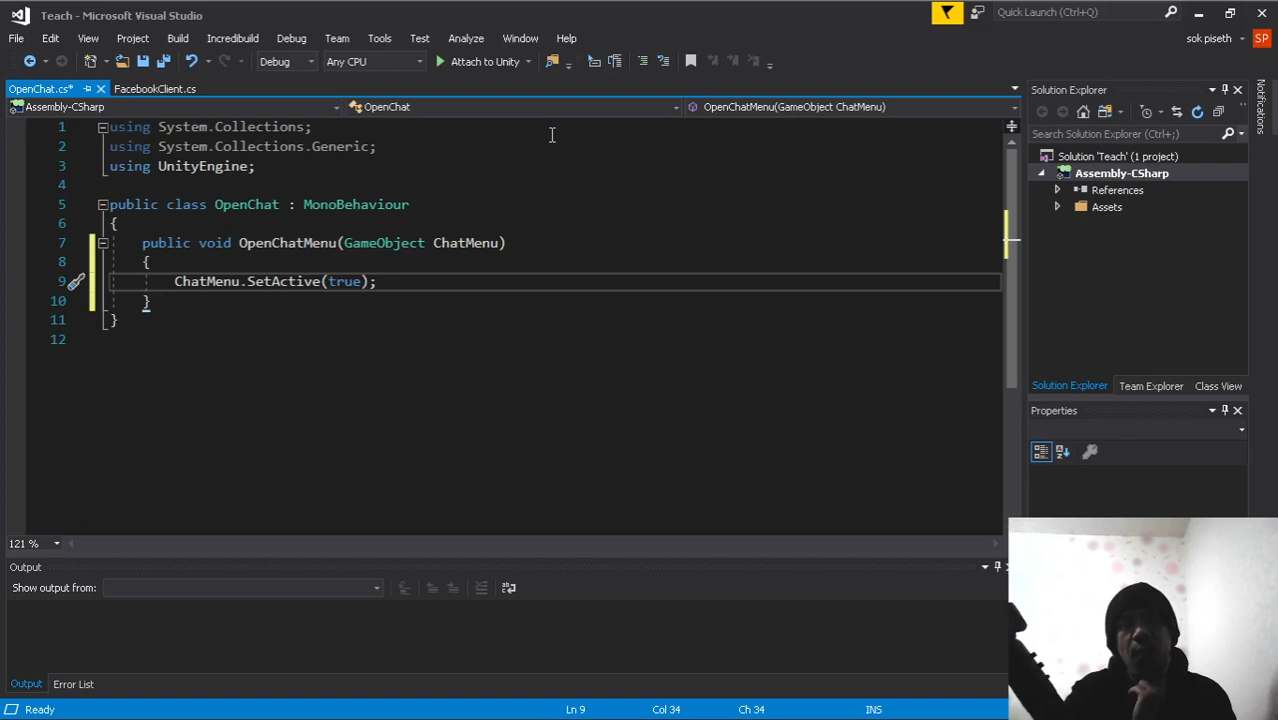 Teach - Microsoft Visual Studio
Quick Launch (Ctrl+Q)
File Edit View Project Build Incredibuild Debug Team Tools Test Analyze Window Help
sok piseth SP
Debug Any CPU Attach to Unity
OpenChat.cs* FacebookClient.cs
Assembly-CSharp OpenChat OpenChatMenu(GameObject ChatMenu)
1 using System.Collections;
2 using System.Collections.Generic;
3 using UnityEngine;
4
5 public class OpenChat : MonoBehaviour
6 {
7 public void OpenChatMenu(GameObject ChatMenu)
8 {
9 ChatMenu.SetActive(true);
10 }
11 }
12
121 %
Output
Show output from:
Output Error List
Ready Ln 9 Col 34 Ch 34 INS
Solution Explorer
Search Solution Explorer (Ctrl+;)
Solution 'Teach' (1 project)
Assembly-CSharp
References
Assets
Solution Explorer Team Explorer Class View
Properties
Notifications